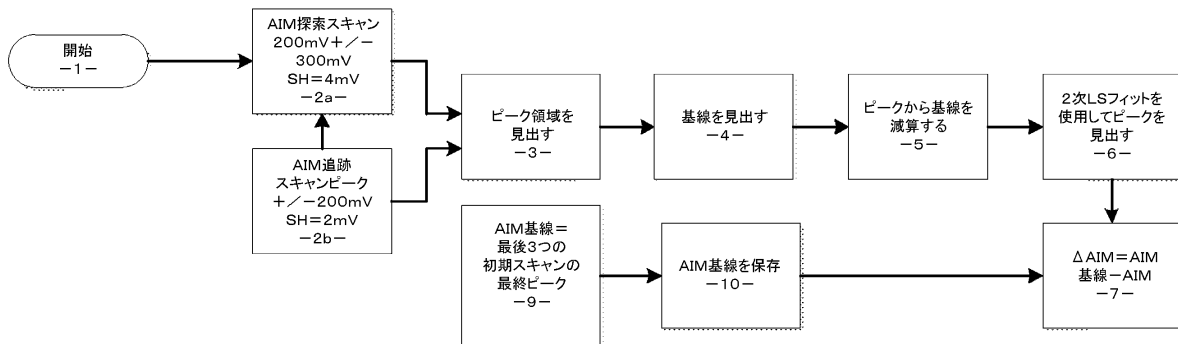 開始
－1－
AIM探索スキャン
200mV＋／－
300mV
SH＝4mV
－2a－
AIM追跡
スキャンピーク
＋／－200mV
SH＝2mV
－2b－
ピーク領域を
見出す
－3－
基線を見出す
－4－
ピークから基線を
減算する
－5－
2次LSフィットを
使用してピークを
見出す
－6－
AIM基線＝
最後3つの
初期スキャンの
最終ピーク
－9－
AIM基線を保存
－10－
ΔAIM＝AIM
基線－AIM
－7－